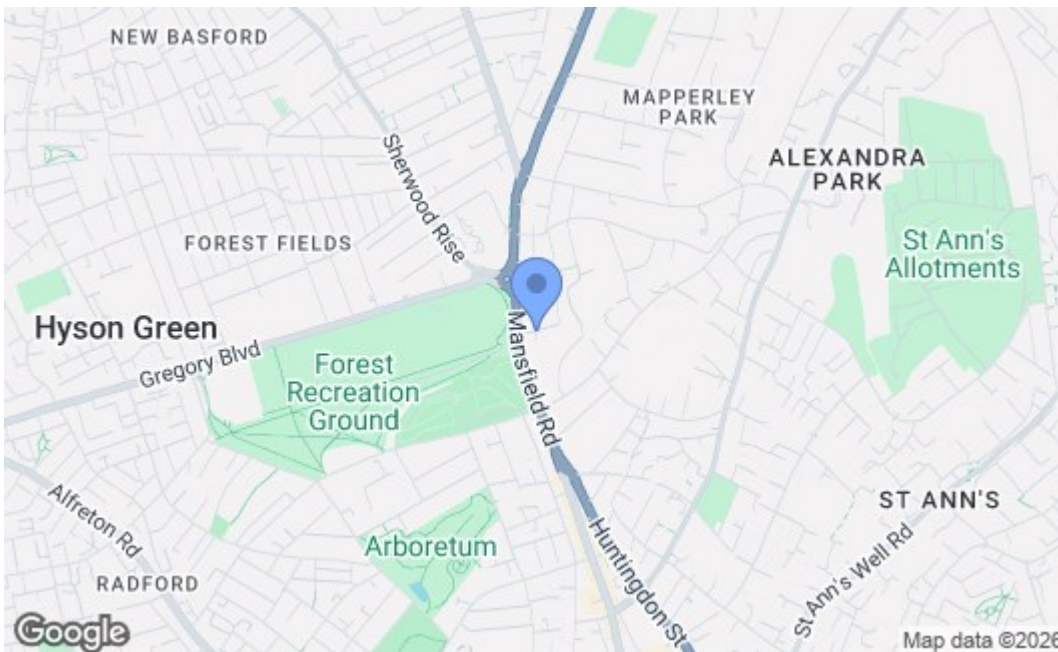 NEW BASFORD
MAPPERLEY
PARK
Sherwood Rise
ALEXANDRA
PARK
FOREST FIELDS
St Ann's
Allotments
Hyson Green
Gregory Blvd
Mansfield Rd
Forest
Recreation
Ground
Alfreton Rd
ST ANN'S
Arboretum
Huntingdon St
St Ann's Well Rd
RADFORD
Google
Map data ©2026